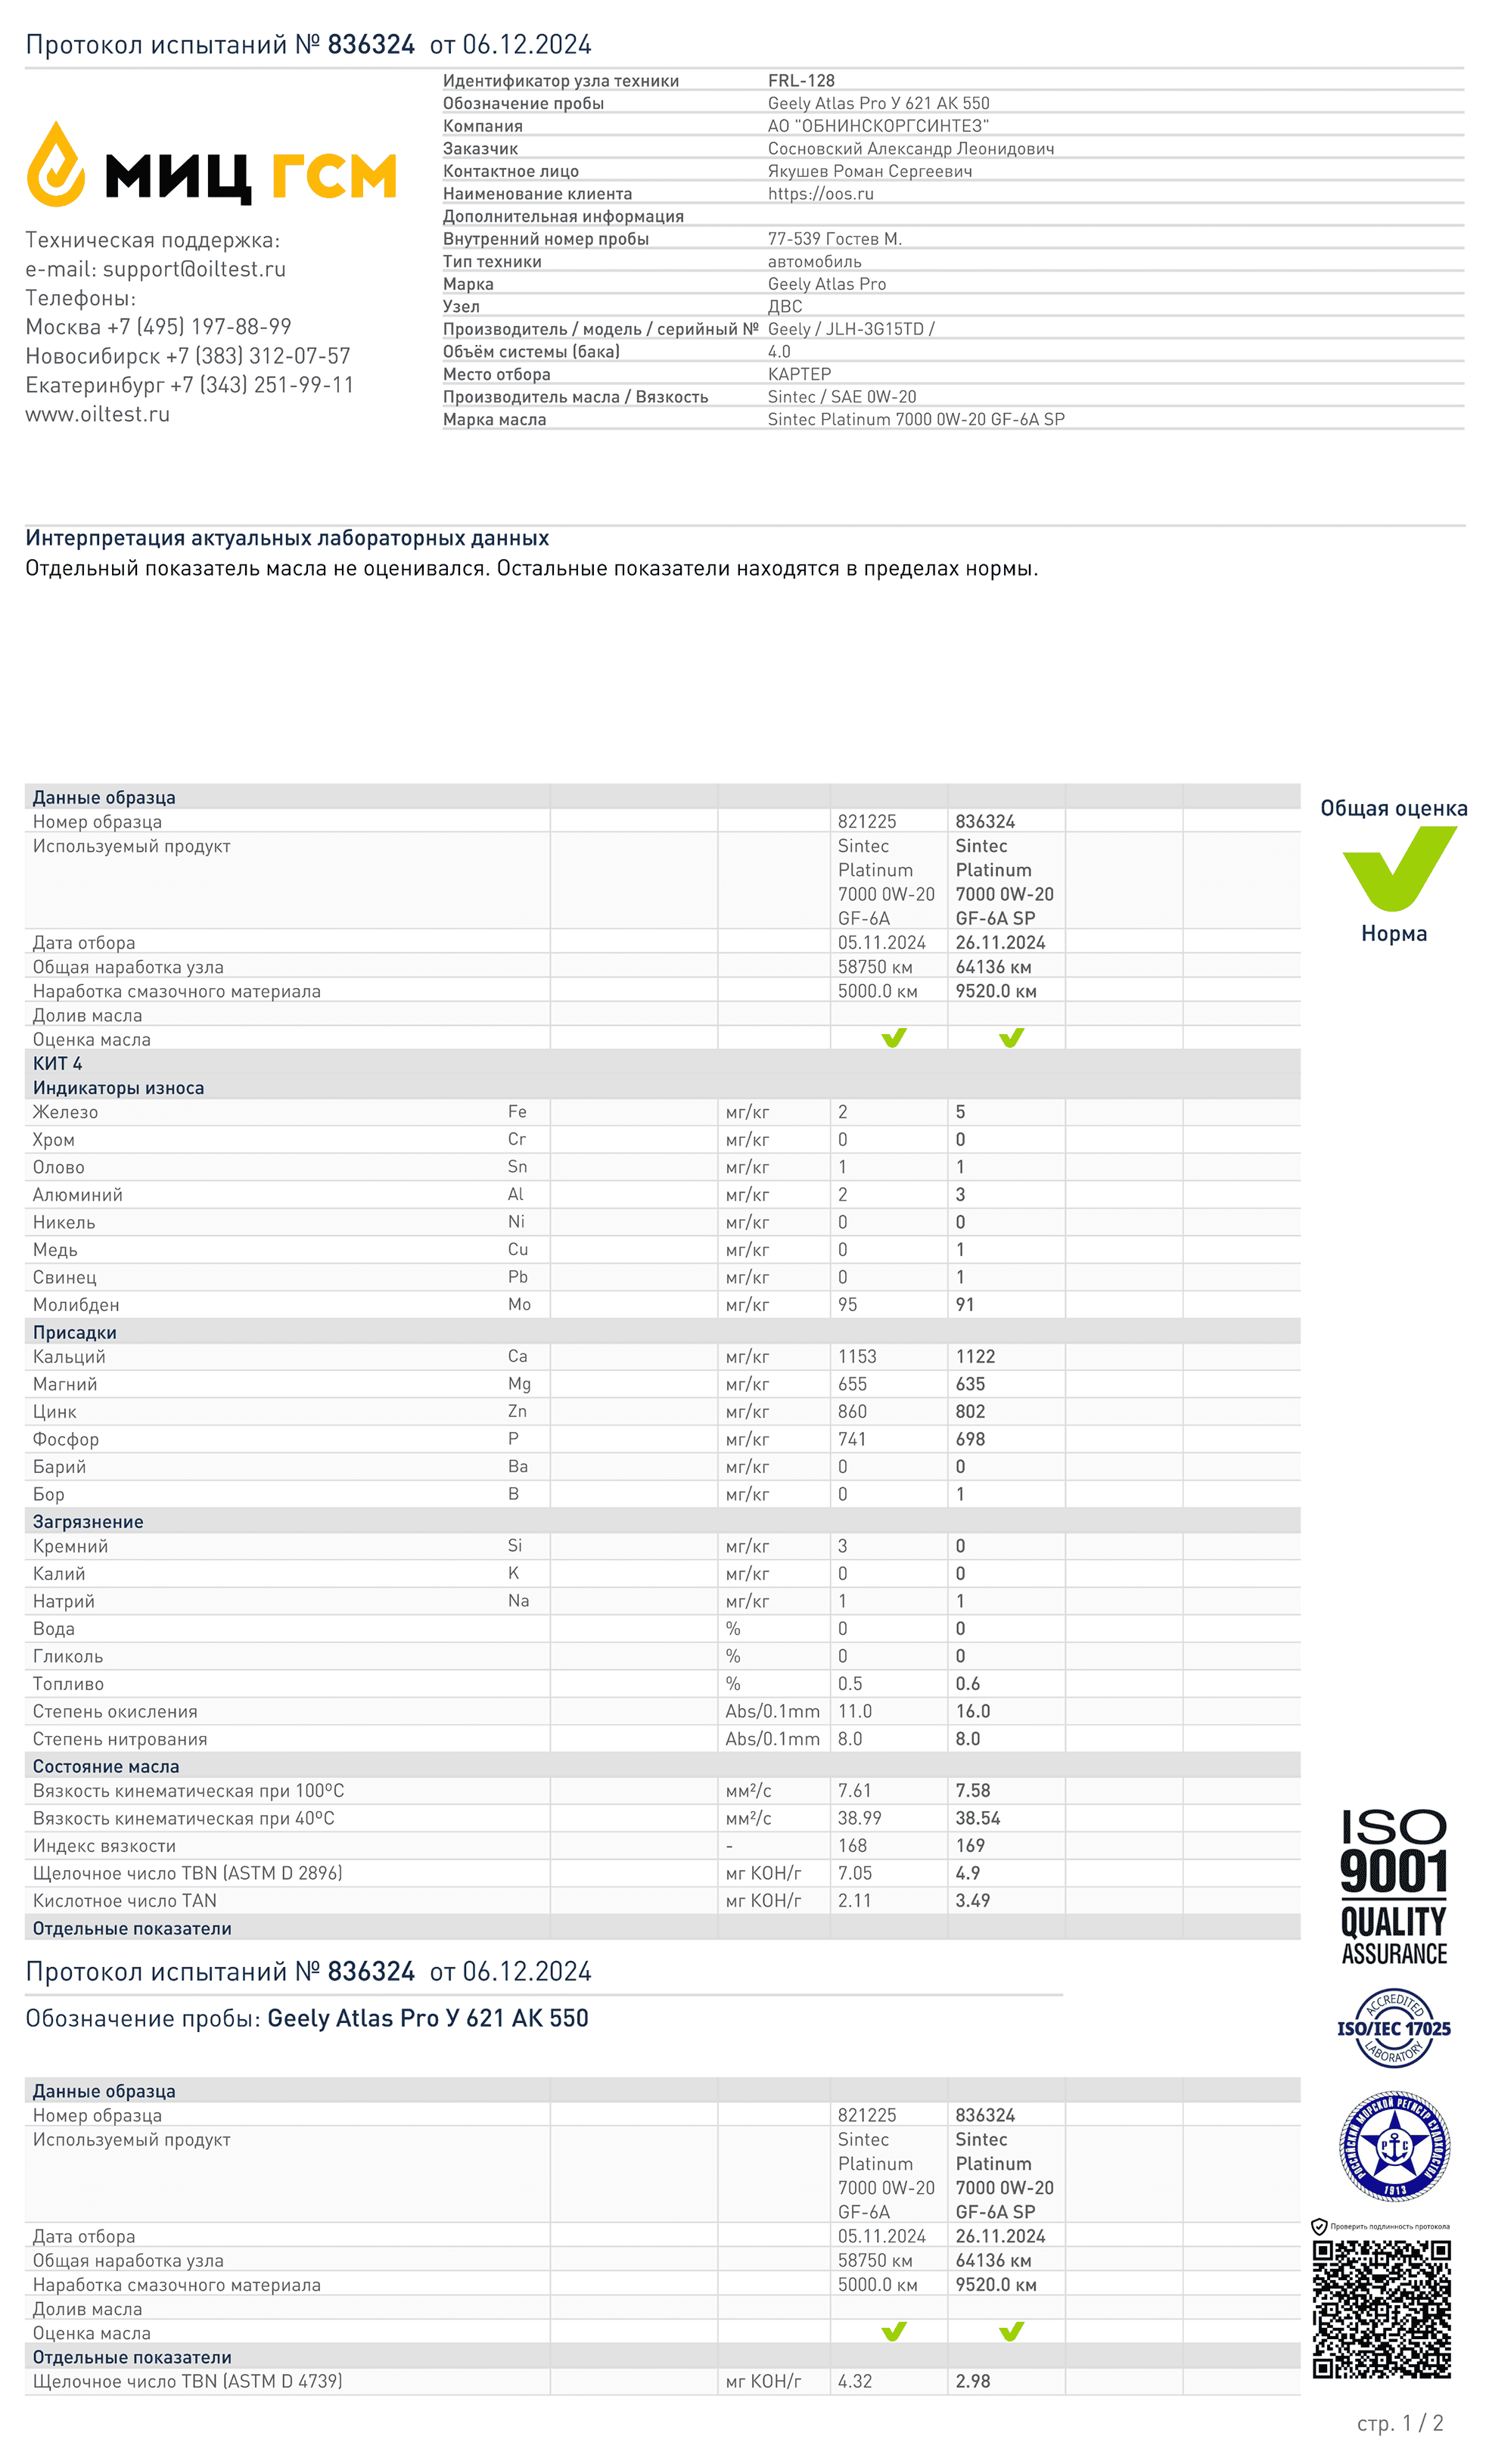 Протокол испытаний № 836324 от 06.12.2024
МИЦ ГСМ
Техническая поддержка:
e-mail: support@oiltest.ru
Телефоны:
Москва +7 (495) 197-88-99
Новосибирск +7 (383) 312-07-57
Екатеринбург +7 (343) 251-99-11
www.oiltest.ru
Идентификатор узла техники FRL-128
Обозначение пробы Geely Atlas Pro У 621 АК 550
Компания АО "ОБНИНСКОРГСИНТЕЗ"
Заказчик Сосновский Александр Леонидович
Контактное лицо Якушев Роман Сергеевич
Наименование клиента https://oos.ru
Дополнительная информация
Внутренний номер пробы 77-539 Гостев М.
Тип техники автомобиль
Марка Geely Atlas Pro
Узел ДВС
Производитель / модель / серийный № Geely / JLH-3G15TD /
Объём системы (бака) 4.0
Место отбора КАРТЕР
Производитель масла / Вязкость Sintec / SAE 0W-20
Марка масла Sintec Platinum 7000 0W-20 GF-6A SP
Интерпретация актуальных лабораторных данных
Отдельный показатель масла не оценивался. Остальные показатели находятся в пределах нормы.
Данные образца
Номер образца 821225 836324
Используемый продукт Sintec Sintec
Platinum Platinum
7000 0W-20 7000 0W-20
GF-6A GF-6A SP
Дата отбора 05.11.2024 26.11.2024
Общая наработка узла 58750 км 64136 км
Наработка смазочного материала 5000.0 км 9520.0 км
Долив масла
Оценка масла
Общая оценка
Норма
КИТ 4
Индикаторы износа
Железо Fe мг/кг 2 5
Хром Cr мг/кг 0 0
Олово Sn мг/кг 1 1
Алюминий Al мг/кг 2 3
Никель Ni мг/кг 0 0
Медь Cu мг/кг 0 1
Свинец Pb мг/кг 0 1
Молибден Mo мг/кг 95 91
Присадки
Кальций Ca мг/кг 1153 1122
Магний Mg мг/кг 655 635
Цинк Zn мг/кг 860 802
Фосфор P мг/кг 741 698
Барий Ba мг/кг 0 0
Бор B мг/кг 0 1
Загрязнение
Кремний Si мг/кг 3 0
Калий K мг/кг 0 0
Натрий Na мг/кг 1 1
Вода % 0 0
Гликоль % 0 0
Топливо % 0.5 0.6
Степень окисления Abs/0.1mm 11.0 16.0
Степень нитрования Abs/0.1mm 8.0 8.0
Состояние масла
Вязкость кинематическая при 100ºC мм²/с 7.61 7.58
Вязкость кинематическая при 40ºC мм²/с 38.99 38.54
Индекс вязкости - 168 169
Щелочное число TBN (ASTM D 2896) мг КОН/г 7.05 4.9
Кислотное число TAN мг КОН/г 2.11 3.49
Отдельные показатели
ISO
9001
QUALITY
ASSURANCE
Протокол испытаний № 836324 от 06.12.2024
Обозначение пробы: Geely Atlas Pro У 621 АК 550
ACCREDITED
ISO/IEC 17025
LABORATORY
РОССИЙСКИЙ МОРСКОЙ РЕГИСТР СУДОХОДСТВА
РС
1913
Данные образца
Номер образца 821225 836324
Используемый продукт Sintec Sintec
Platinum Platinum
7000 0W-20 7000 0W-20
GF-6A GF-6A SP
Дата отбора 05.11.2024 26.11.2024
Общая наработка узла 58750 км 64136 км
Наработка смазочного материала 5000.0 км 9520.0 км
Долив масла
Оценка масла
Отдельные показатели
Щелочное число TBN (ASTM D 4739) мг КОН/г 4.32 2.98
Проверить подлинность протокола
стр. 1 / 2